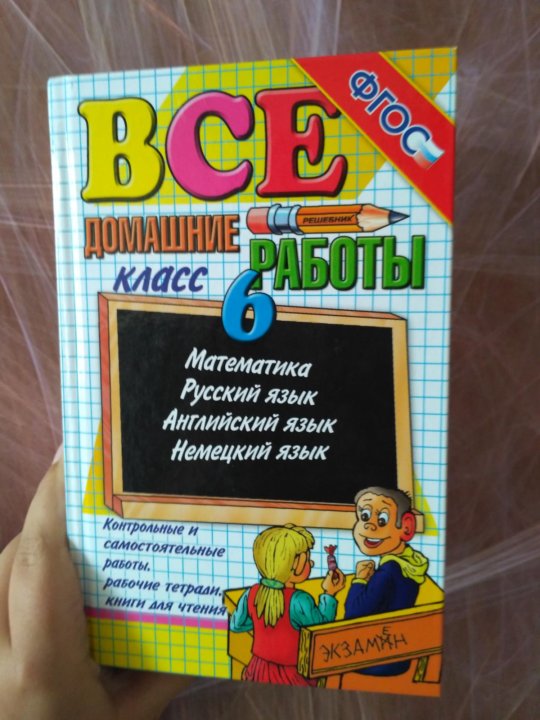 ФГОС
ВСЕ
ДОМАШНИЕ
РЕШЕБНИК
РАБОТЫ
класс
6
Математика
Русский язык
Английский язык
Немецкий язык
Контрольные и
самостоятельные
работы,
рабочие тетради,
книги для чтения
ЭКЗАМЕН